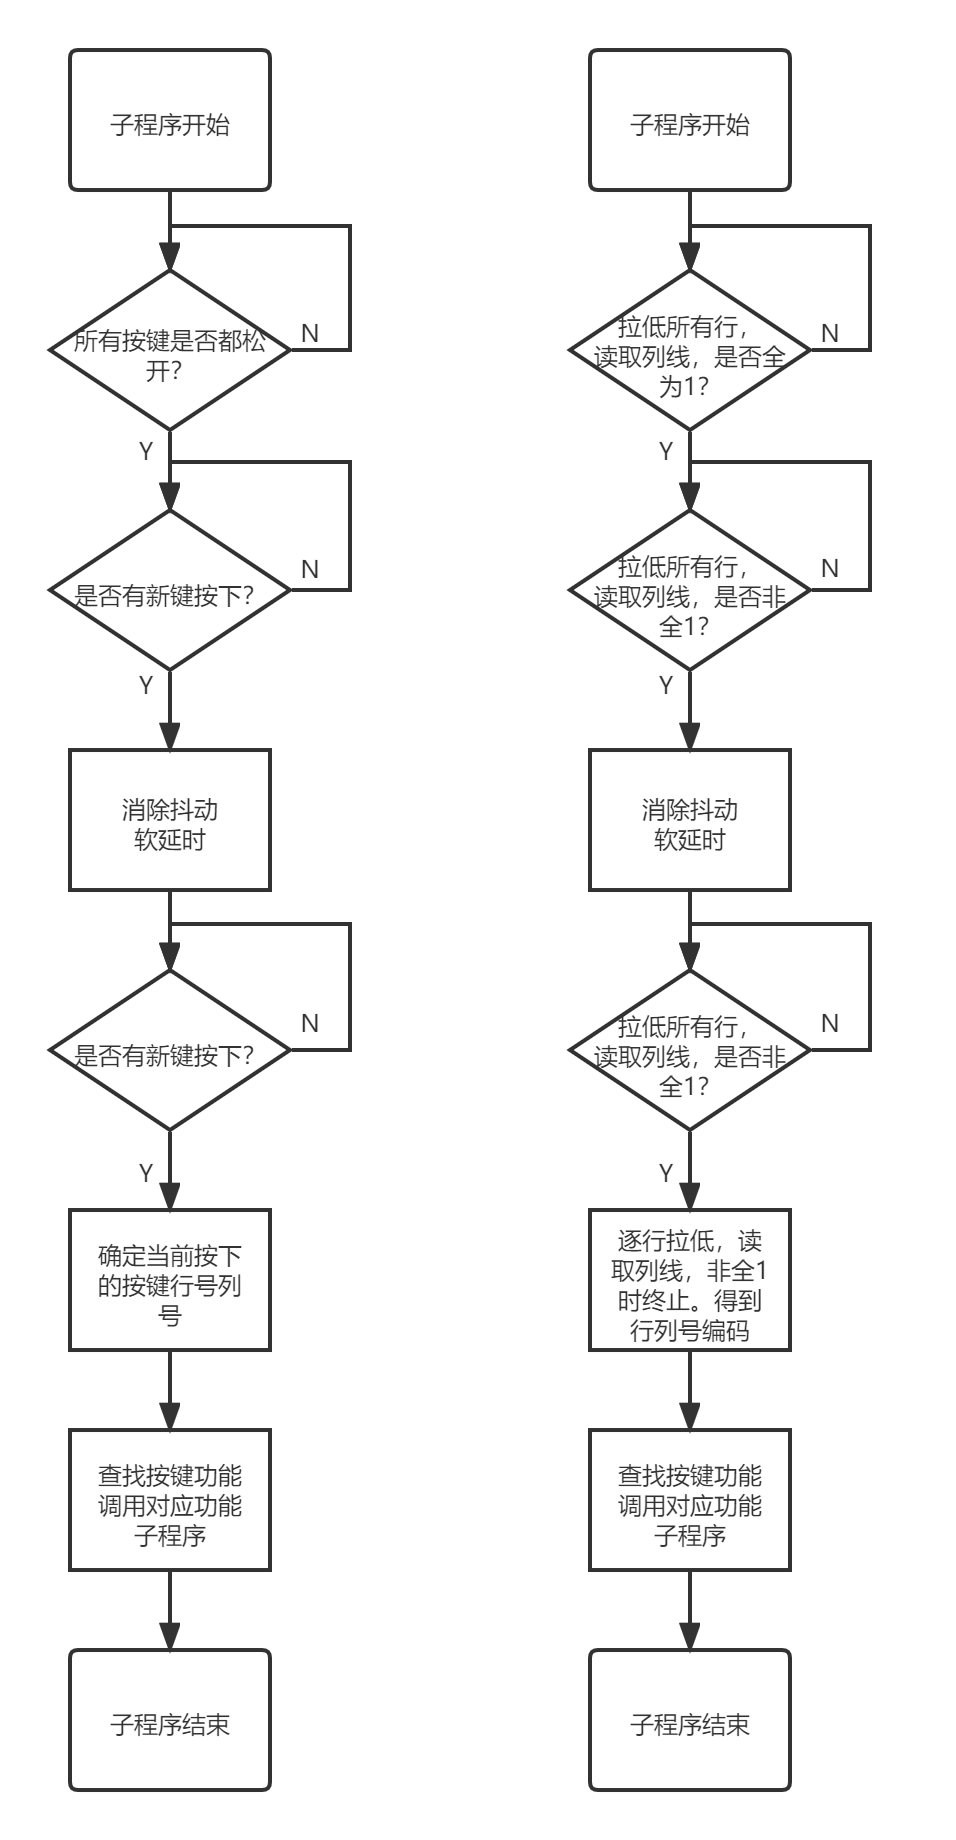 子程序开始
所有按键是否都松
开？
N
Y
是否有新键按下？
N
Y
消除抖动
软延时
是否有新键按下？
N
Y
确定当前按下
的按键行号列
号
查找按键功能
调用对应功能
子程序
子程序结束
子程序开始
拉低所有行，
读取列线，是否全
为1？
N
Y
拉低所有行，
读取列线，是否非
全1？
N
Y
消除抖动
软延时
拉低所有行，
读取列线，是否非
全1？
N
Y
逐行拉低，读
取列线，非全1
时终止。得到
行列号编码
查找按键功能
调用对应功能
子程序
子程序结束